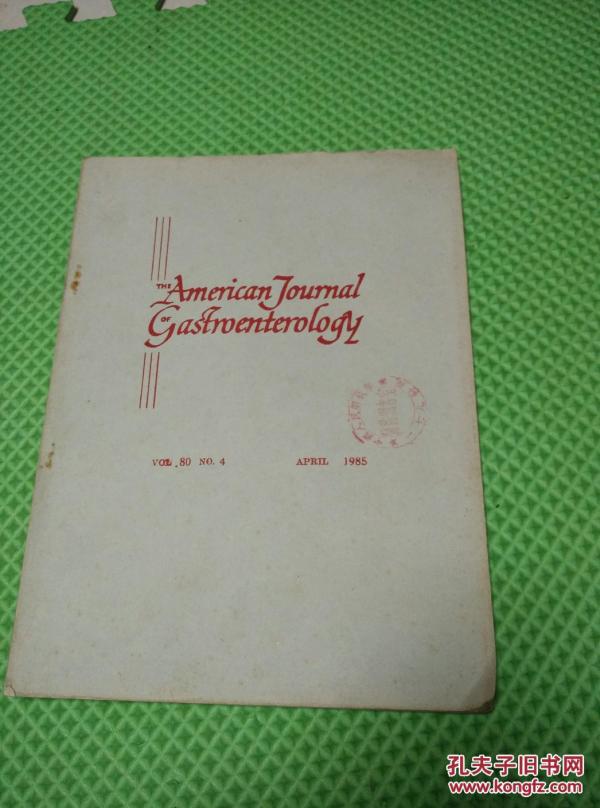 THE American Journal
OF Gastroenterology
VOL .80 NO. 4 APRIL 1985
孔夫子旧书网
www.kongfz.com